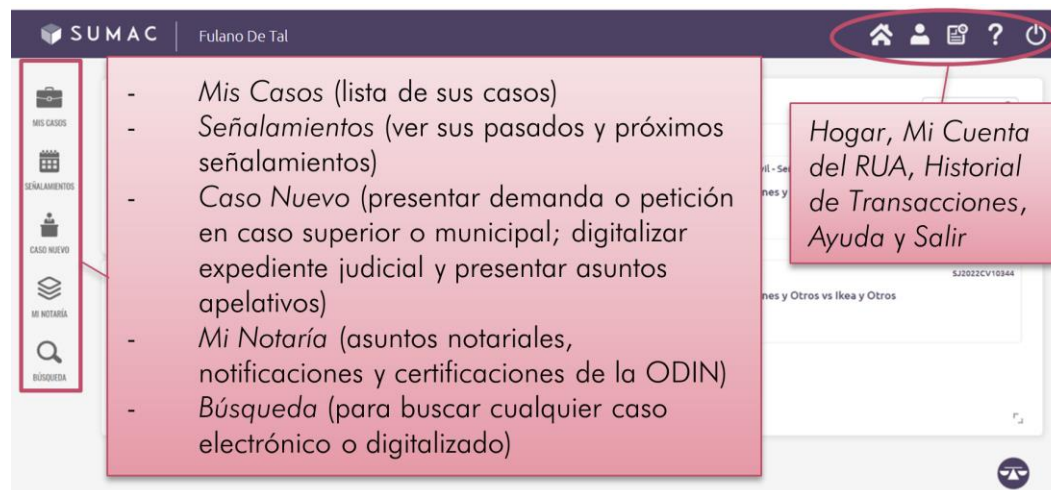 SUMAC
Fulano De Tal
MIS CASOS
SEÑALAMIENTOS
CASO NUEVO
MI NOTARÍA
BÚSQUEDA
- Mis Casos (lista de sus casos)
- Señalamientos (ver sus pasados y próximos
señalamientos)
- Caso Nuevo (presentar demanda o petición
en caso superior o municipal; digitalizar
expediente judicial y presentar asuntos
apelativos)
- Mi Notaría (asuntos notariales,
notificaciones y certificaciones de la ODIN)
- Búsqueda (para buscar cualquier caso
electrónico o digitalizado)
Hogar, Mi Cuenta
del RUA, Historial
de Transacciones,
Ayuda y Salir
SJ2022CV10344
nes y Otros vs Ikea y Otros